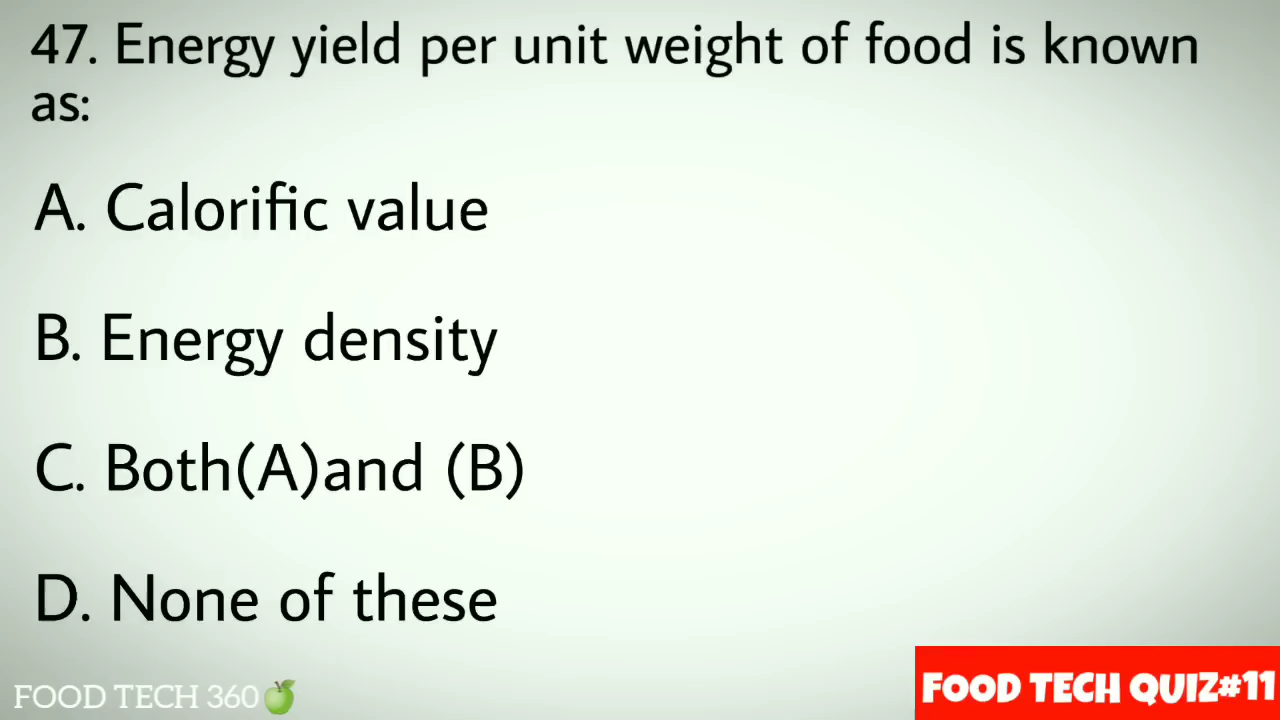 47. Energy yield per unit weight of food is known
as:
A. Calorific value
B. Energy density
C. Both(A)and (B)
D. None of these
FOOD TECH 360
FOOD TECH QUIZ#11